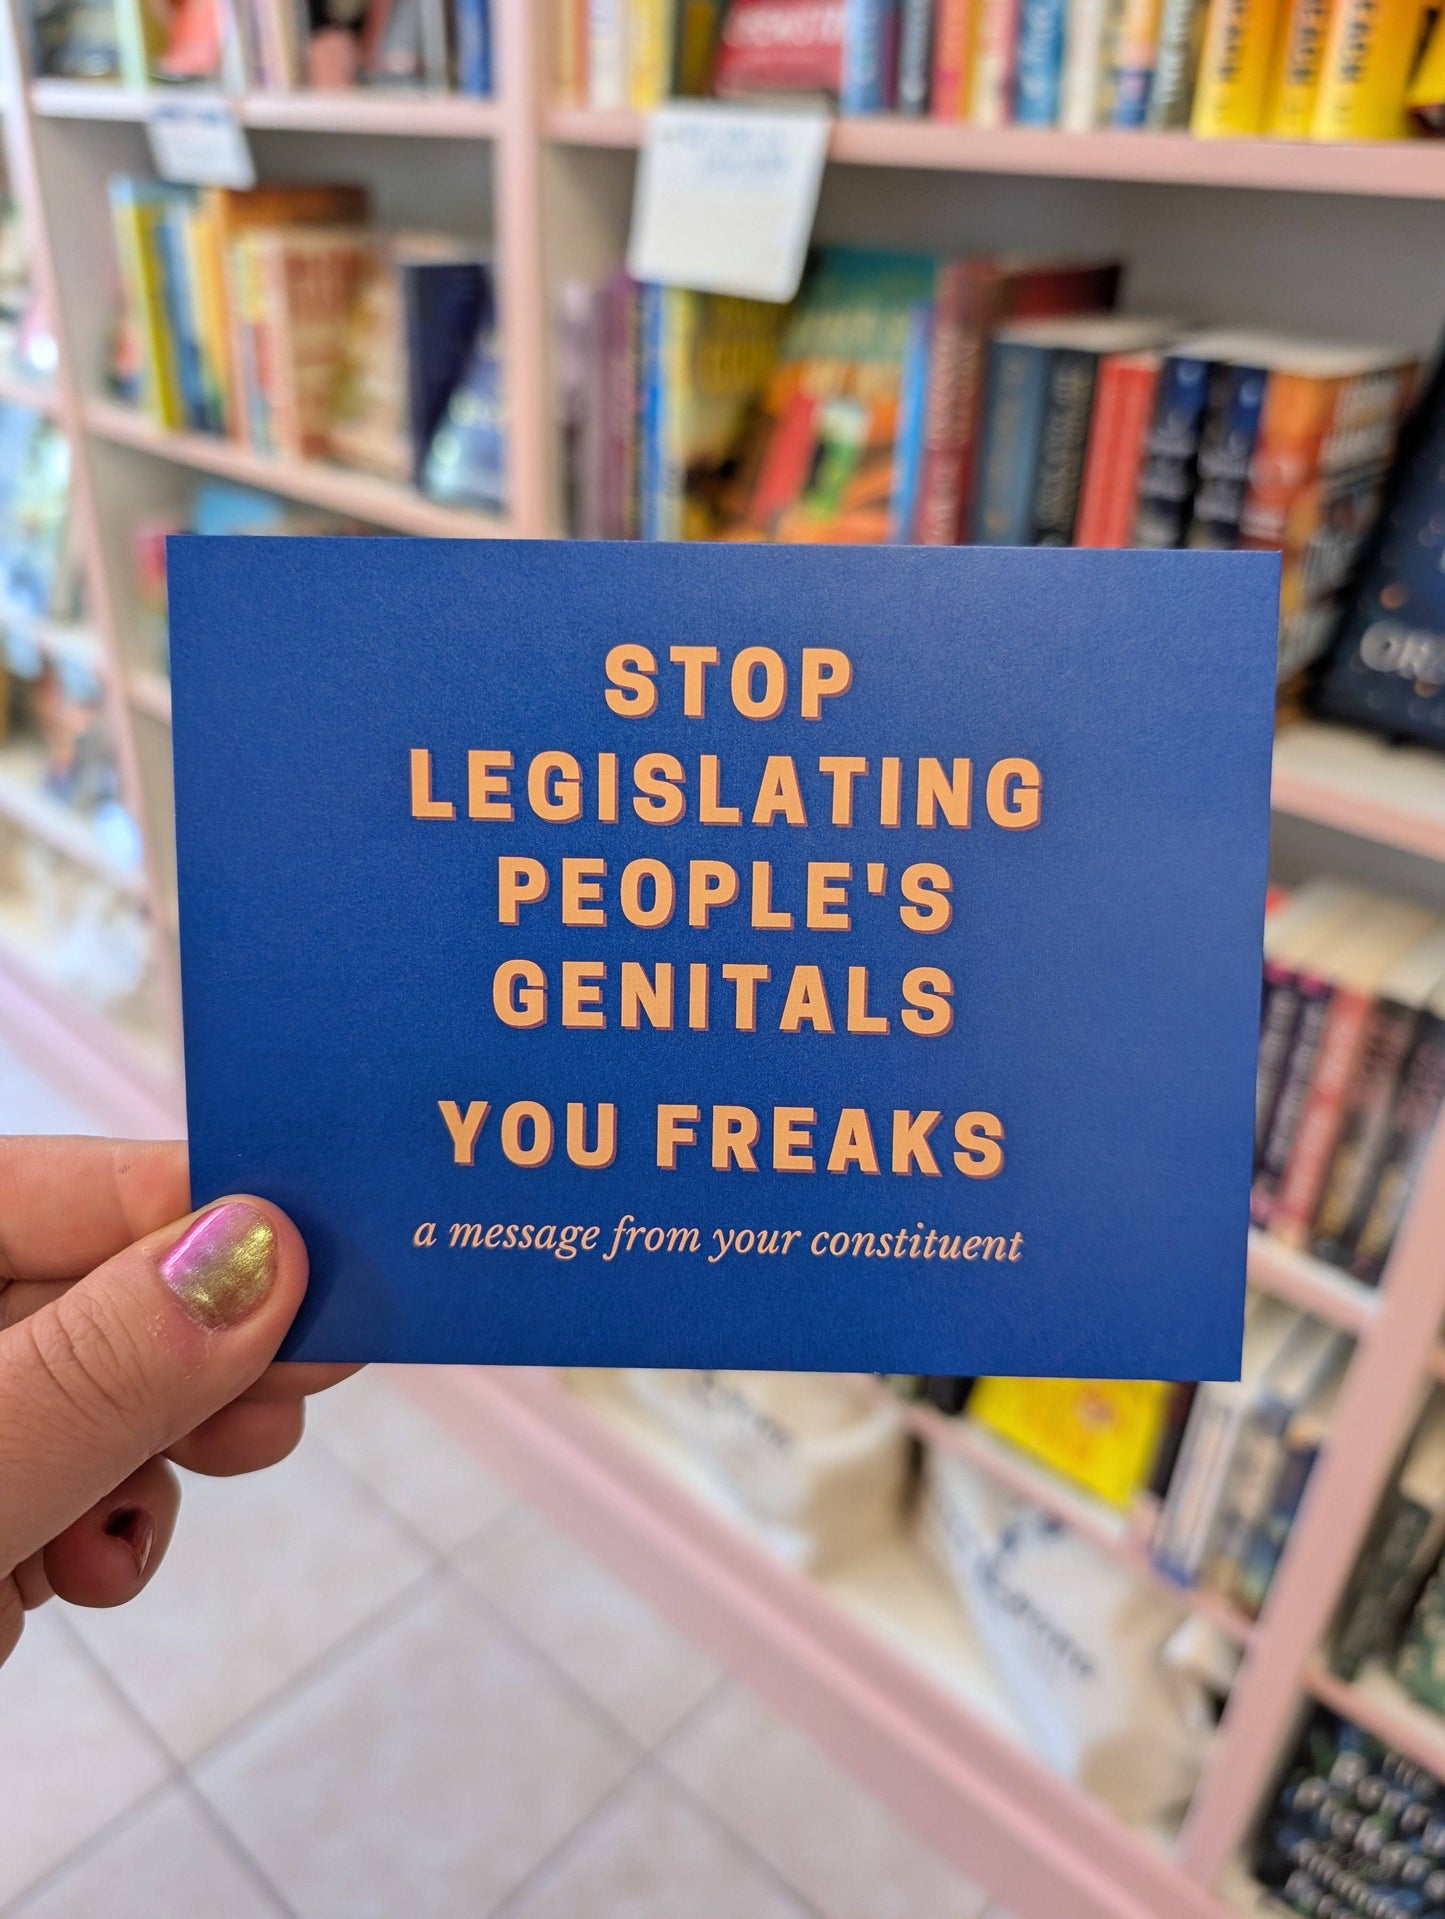 STOP
LEGISLATING
PEOPLE'S
GENITALS
YOU FREAKS
a message from your constituent